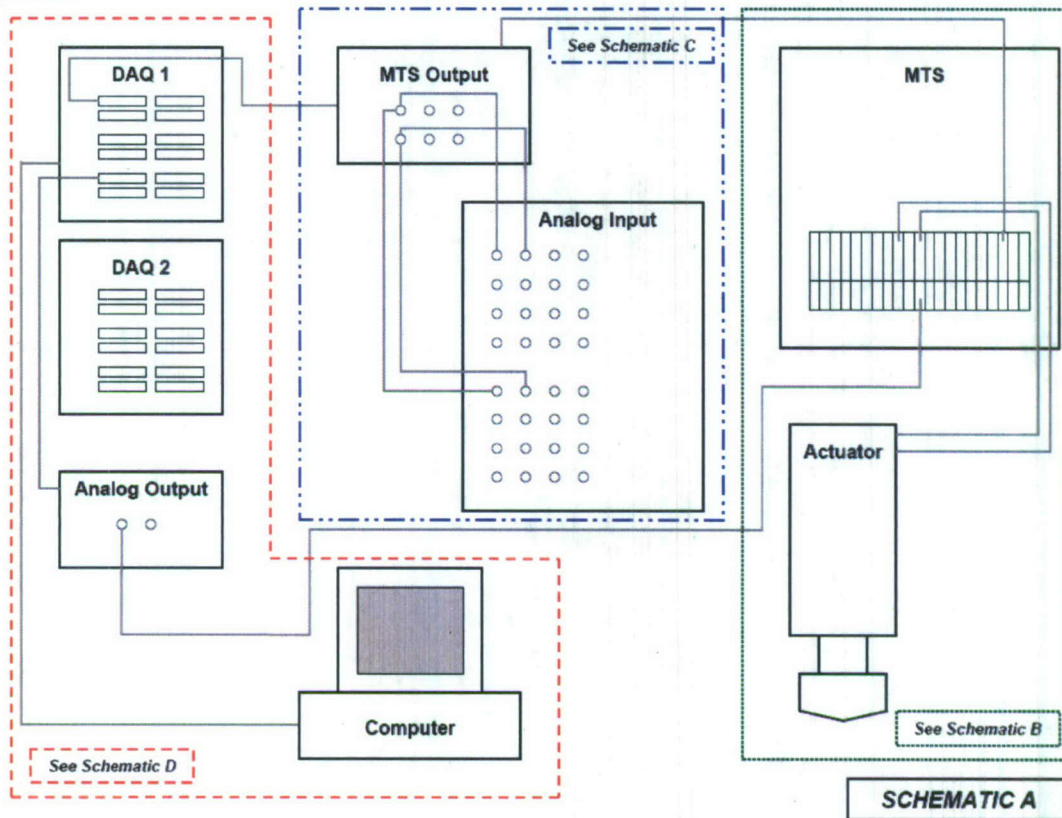 DAQ 1
MTS Output
See Schematic C
MTS
Analog Input
DAQ 2
Actuator
Analog Output
Computer
See Schematic B
See Schematic D
SCHEMATIC A